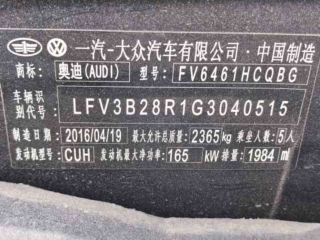 一汽-大众汽车有限公司·中国制造
商标: 奥迪(AUDI) 型号: FV6461HCQBG
车辆识别代号: LFV3B28R1G3040515
制造日期 2016/04/19 最大允许总质量: 2365kg 乘坐人数: 5人
发动机型号: CUH 发动机最大净功率: 165 kW 排量: 1984 ml